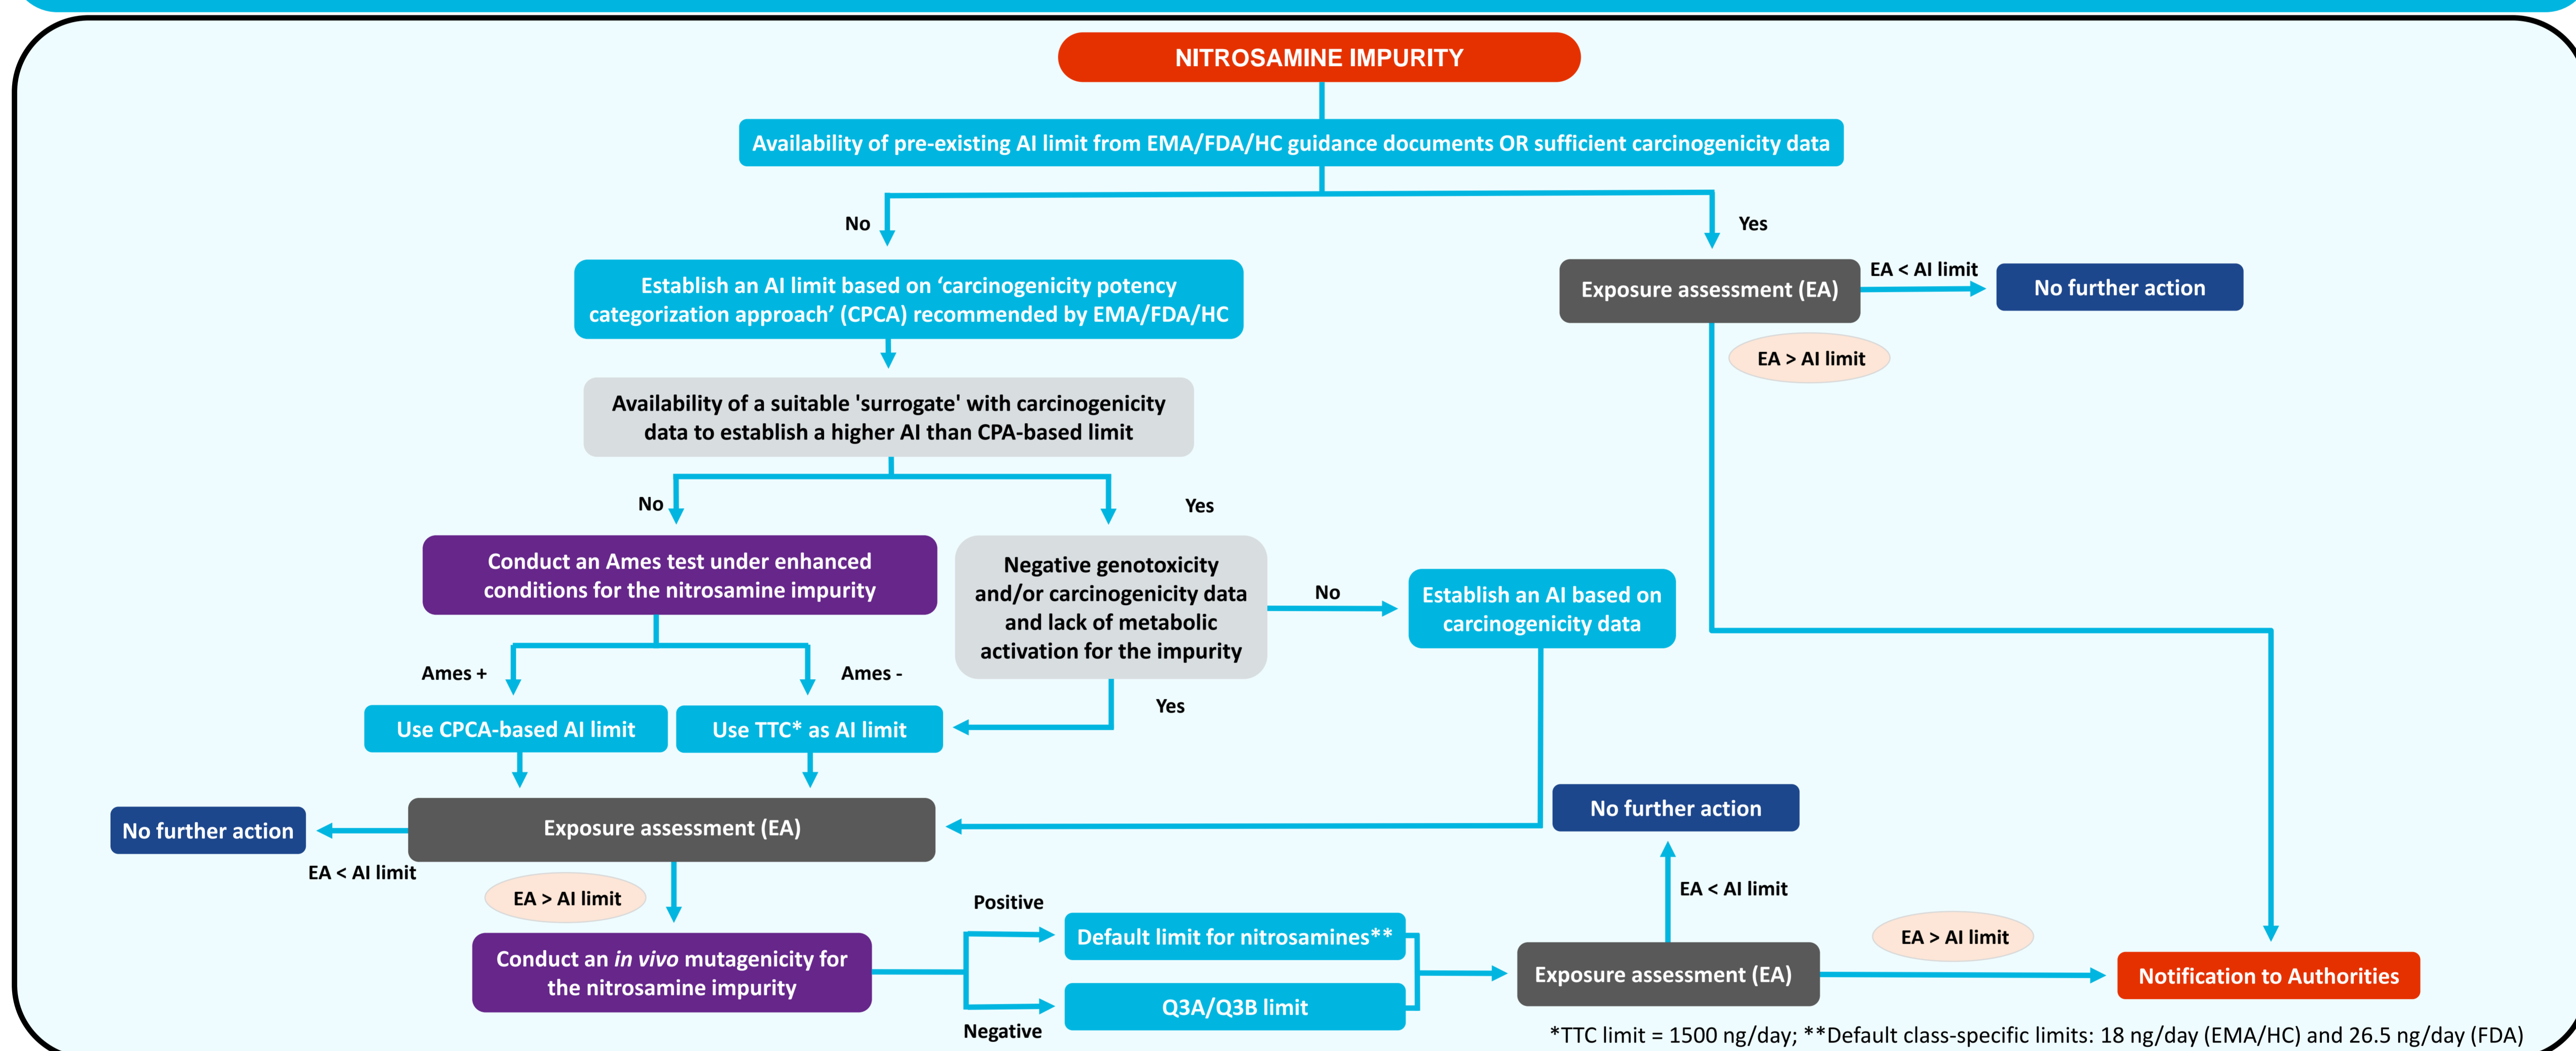 NITROSAMINE IMPURITY
Availability of pre-existing AI limit from EMA/FDA/HC guidance documents OR sufficient carcinogenicity data
No
Yes
Establish an AI limit based on ‘carcinogenicity potency
categorization approach’ (CPCA) recommended by EMA/FDA/HC
Exposure assessment (EA)
EA < AI limit
No further action
EA > AI limit
Availability of a suitable 'surrogate' with carcinogenicity
data to establish a higher AI than CPA-based limit
No
Yes
Conduct an Ames test under enhanced
conditions for the nitrosamine impurity
Negative genotoxicity
and/or carcinogenicity data
and lack of metabolic
activation for the impurity
No
Establish an AI based on
carcinogenicity data
Ames +
Ames -
Yes
Use CPCA-based AI limit
Use TTC* as AI limit
No further action
Exposure assessment (EA)
No further action
EA < AI limit
EA > AI limit
EA < AI limit
Positive
Conduct an in vivo mutagenicity for
the nitrosamine impurity
Default limit for nitrosamines**
Q3A/Q3B limit
Negative
Exposure assessment (EA)
EA > AI limit
Notification to Authorities
*TTC limit = 1500 ng/day; **Default class-specific limits: 18 ng/day (EMA/HC) and 26.5 ng/day (FDA)